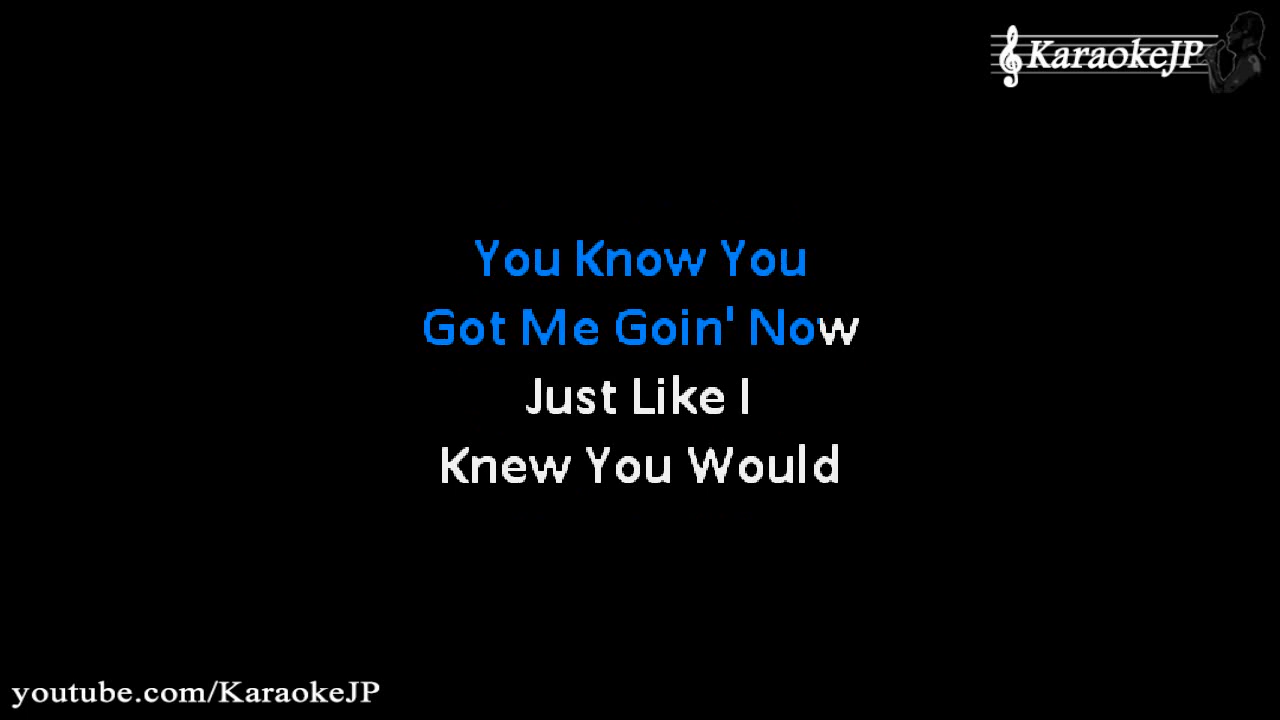 KaraokeJP
You Know You
Got Me Goin' Now
Just Like I
Knew You Would
youtube.com/KaraokeJP